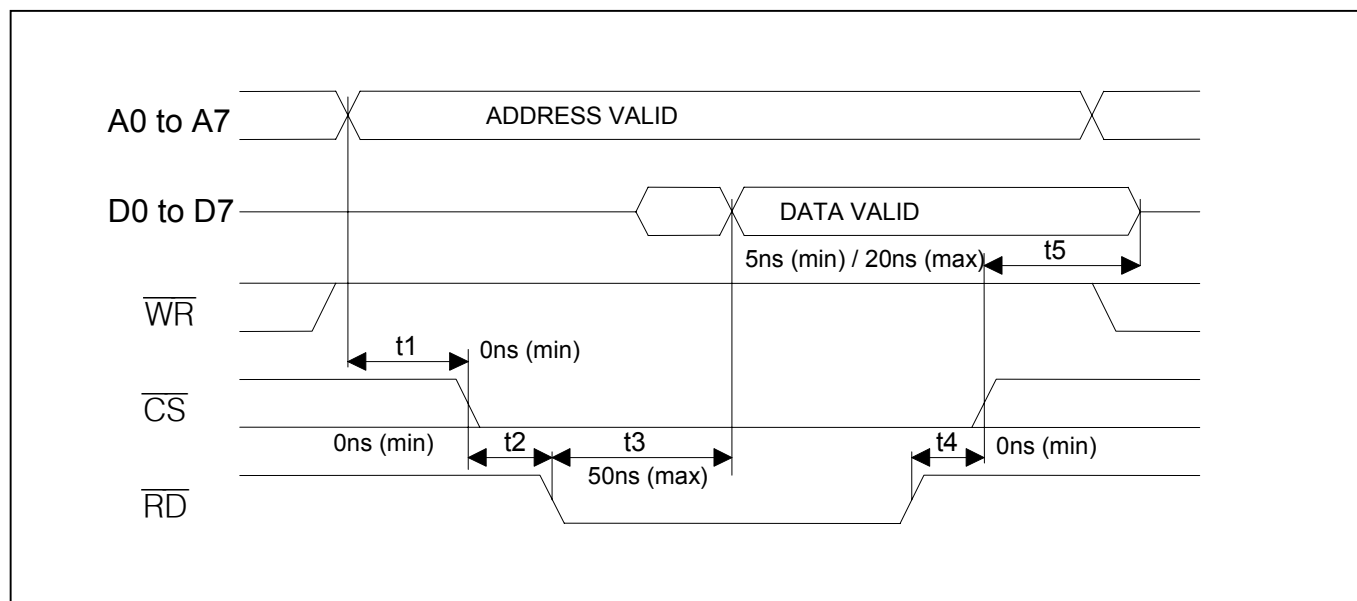 A0 to A7
ADDRESS VALID
D0 to D7
DATA VALID
5ns (min) / 20ns (max)
t5
WR
t1
0ns (min)
CS
0ns (min)
t2
t3
t4
0ns (min)
50ns (max)
RD